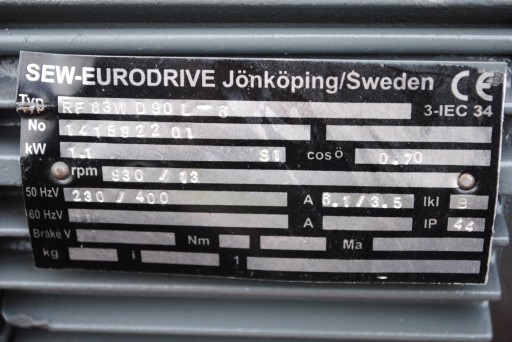 SEW-EURODRIVE Jönköping/Sweden CE
Typ RF 83W D90 L-6 3-IEC 34
No 1415922 01
kW 1.1 S1 cos ö 0.70
rpm 930 / 13
50 HzV 230 / 400 A 6.1/3.5 Ikl B
60 HzV A IP 44
Brake V Nm Ma
kg i 1